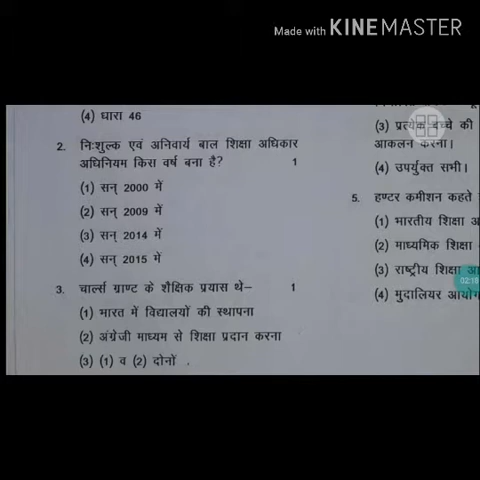 Made with KINEMASTER
(4) धारा 46
2. निःशुल्क एवं अनिवार्य बाल शिक्षा अधिकार
अधिनियम किस वर्ष बना है? 1
(1) सन् 2000 में
(2) सन् 2009 में
(3) सन् 2014 में
(4) सन् 2015 में
3. चार्ल्स ग्राण्ट के शैक्षिक प्रयास थे– 1
(1) भारत में विद्यालयों की स्थापना
(2) अंग्रेजी माध्यम से शिक्षा प्रदान करना
(3) (1) व (2) दोनों
(3) प्रत्येक बच्चे की
आकलन करना।
(4) उपर्युक्त सभी।
5. हण्टर कमीशन कहते
(1) भारतीय शिक्षा
(2) माध्यमिक शिक्षा
(3) राष्ट्रीय शिक्षा
(4) मुदालियर आयोग